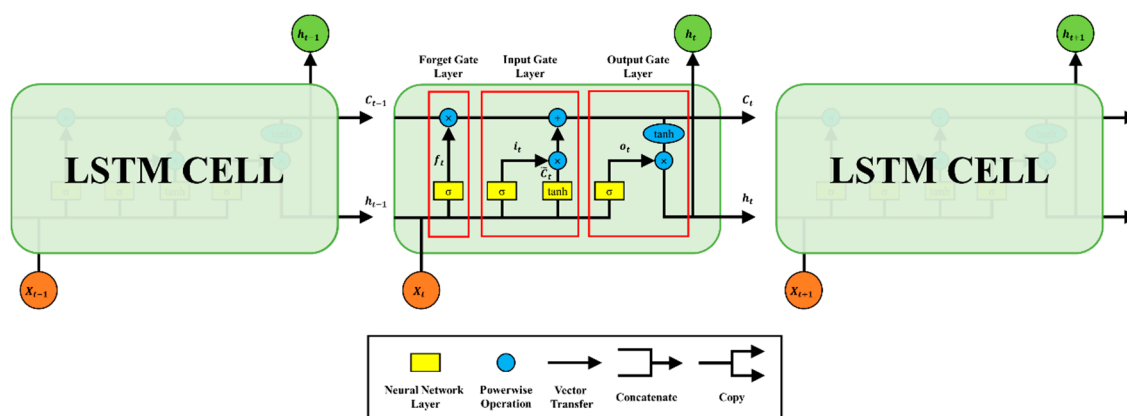 h_{t-1}
h_t
h_{t+1}
Forget Gate
Layer
Input Gate
Layer
Output Gate
Layer
C_{t-1}
C_t
LSTM CELL
×
+
tanh
f_t
i_t
×
C̃_t
o_t
×
σ
σ
tanh
σ
h_{t-1}
h_t
LSTM CELL
X_{t-1}
X_t
X_{t+1}
Neural Network
Layer
Powerwise
Operation
Vector
Transfer
Concatenate
Copy